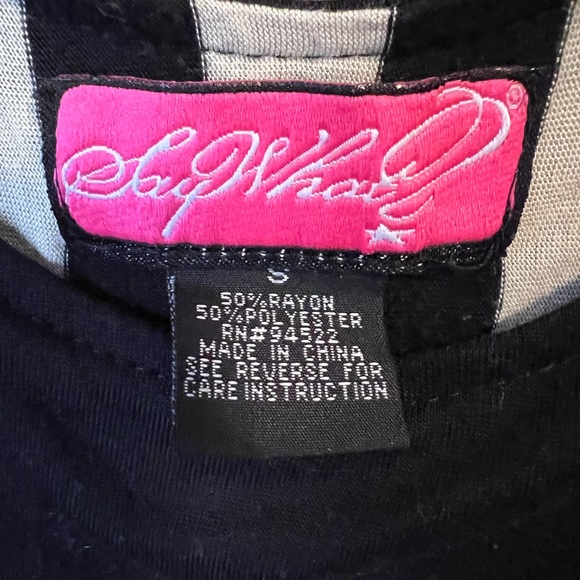 Say What?
®
S
50%RAYON
50%POLYESTER
RN#94522
MADE IN CHINA
SEE REVERSE FOR
CARE INSTRUCTION